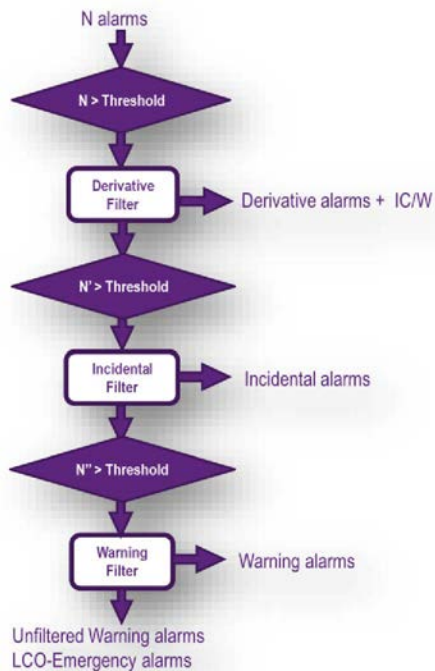 N alarms
N > Threshold
Derivative
Filter
Derivative alarms + IC/W
N' > Threshold
Incidental
Filter
Incidental alarms
N" > Threshold
Warning
Filter
Warning alarms
Unfiltered Warning alarms
LCO-Emergency alarms